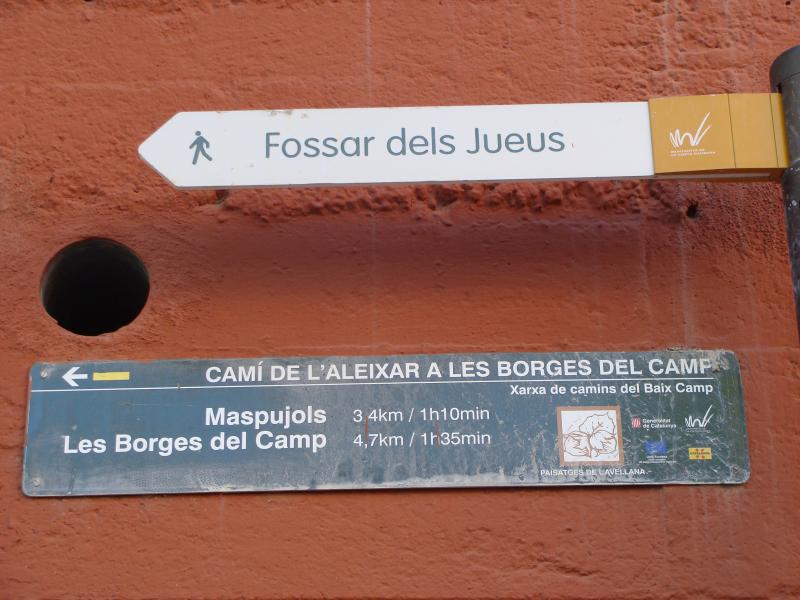 Fossar dels Jueus
CAMÍ DE L'ALEIXAR A LES BORGES DEL CAMP
Xarxa de camins del Baix Camp
Maspujols 3,4km / 1h10min
Les Borges del Camp 4,7km / 1h35min
Generalitat
de Catalunya
PAISATGES DE L'AVELLANA